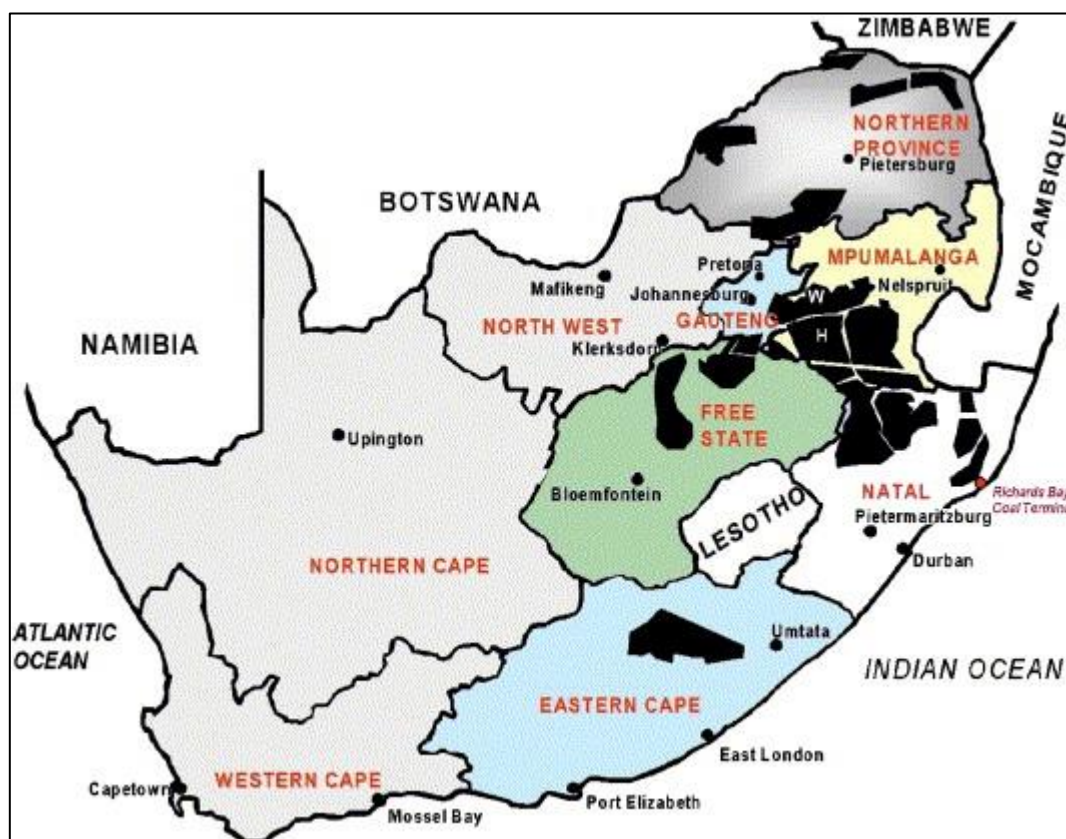 ZIMBABWE
NORTHERN
PROVINCE
Pietersburg
MOCAMBIQUE
BOTSWANA
MPUMALANGA
Pretoria
Nelspruit
Mafikeng
Johannesburg
W
NORTH WEST
GAUTENG
H
NAMIBIA
Klerksdorp
FREE
STATE
Upington
Bloemfontein
NATAL
Richards Bay
Coal Termin
LESOTHO
Pietermaritzburg
Durban
NORTHERN CAPE
ATLANTIC
OCEAN
Umtata
INDIAN OCEAN
EASTERN CAPE
East London
WESTERN CAPE
Capetown
Port Elizabeth
Mossel Bay